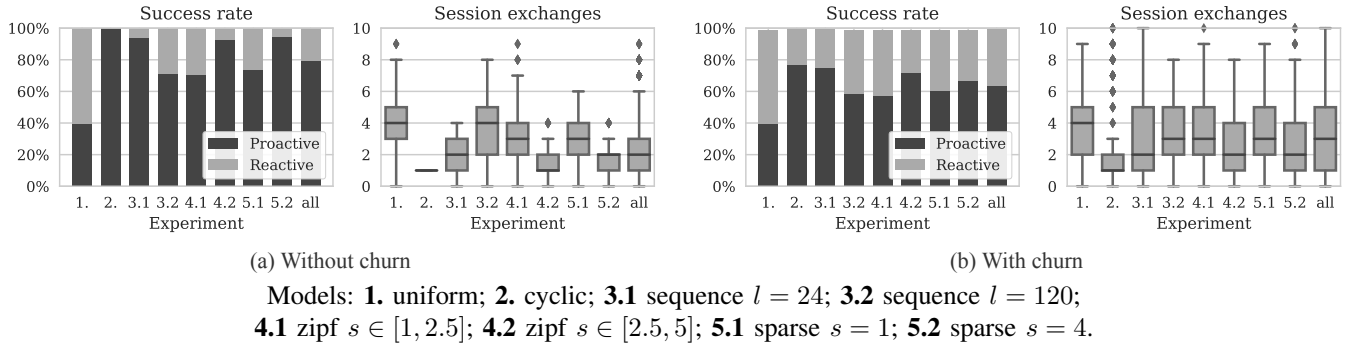 Success rate
100%
80%
60%
40%
20%
0%
Proactive
Reactive
1. 2. 3.1 3.2 4.1 4.2 5.1 5.2 all
Experiment
Session exchanges
10
8
6
4
2
0
1. 2. 3.1 3.2 4.1 4.2 5.1 5.2 all
Experiment
(a) Without churn
Success rate
100%
80%
60%
40%
20%
0%
Proactive
Reactive
1. 2. 3.1 3.2 4.1 4.2 5.1 5.2 all
Experiment
Session exchanges
10
8
6
4
2
0
1. 2. 3.1 3.2 4.1 4.2 5.1 5.2 all
Experiment
(b) With churn
Models: 1. uniform; 2. cyclic; 3.1 sequence l = 24; 3.2 sequence l = 120;
4.1 zipf s ∈ [1, 2.5]; 4.2 zipf s ∈ [2.5, 5]; 5.1 sparse s = 1; 5.2 sparse s = 4.